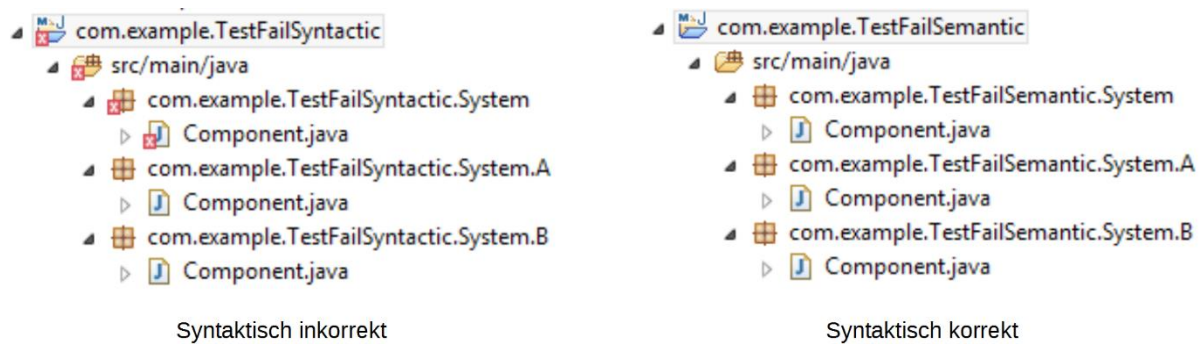 com.example.TestFailSyntactic
src/main/java
com.example.TestFailSyntactic.System
Component.java
com.example.TestFailSyntactic.System.A
Component.java
com.example.TestFailSyntactic.System.B
Component.java
Syntaktisch inkorrekt
com.example.TestFailSemantic
src/main/java
com.example.TestFailSemantic.System
Component.java
com.example.TestFailSemantic.System.A
Component.java
com.example.TestFailSemantic.System.B
Component.java
Syntaktisch korrekt